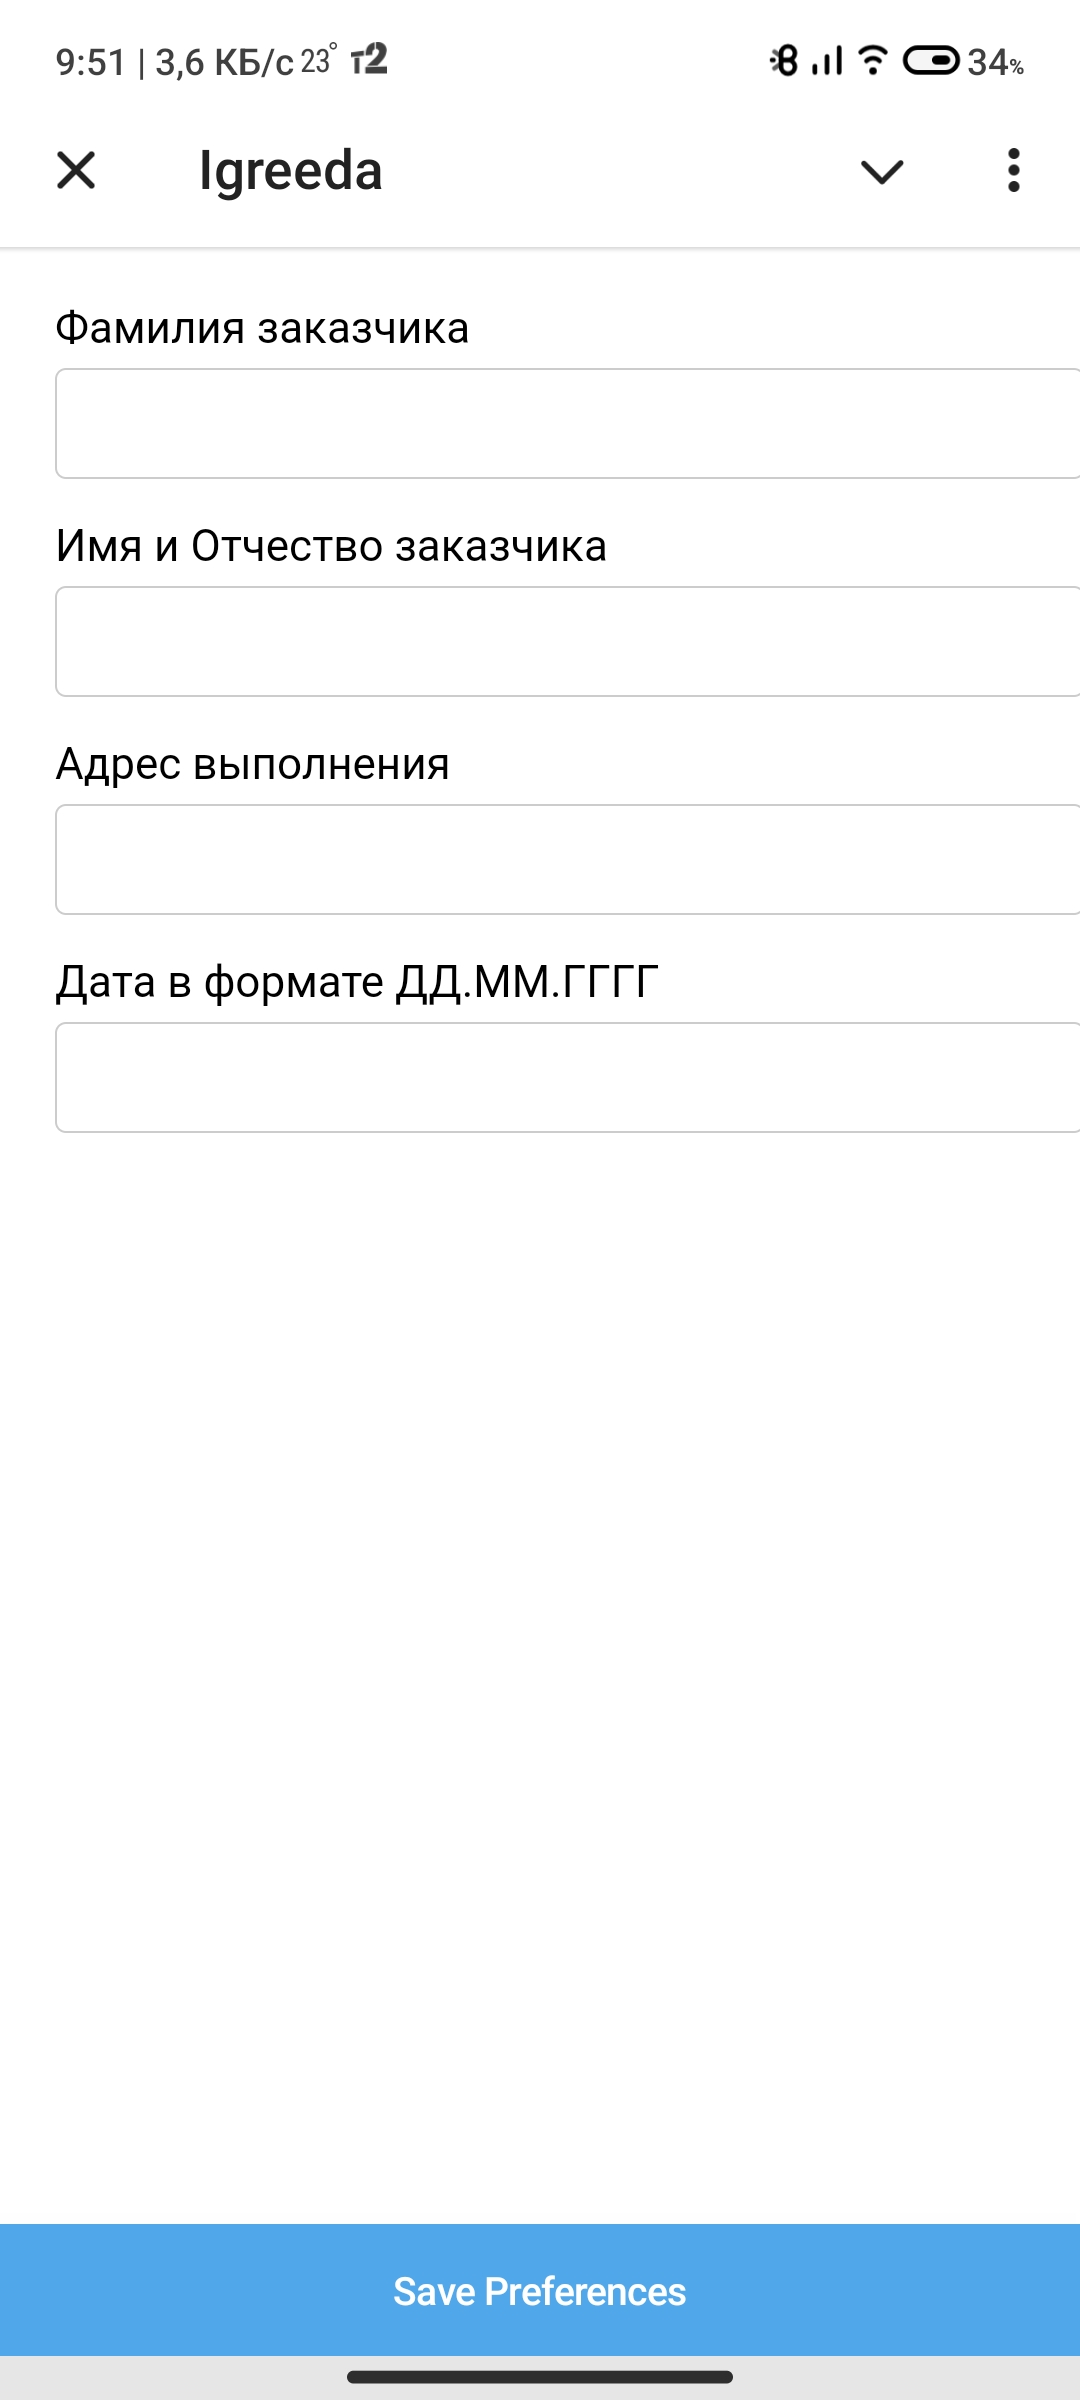 9:51 | 3,6 КБ/с 23° т2 34%
Igreeda
Фамилия заказчика
Имя и Отчество заказчика
Адрес выполнения
Дата в формате ДД.ММ.ГГГГ
Save Preferences